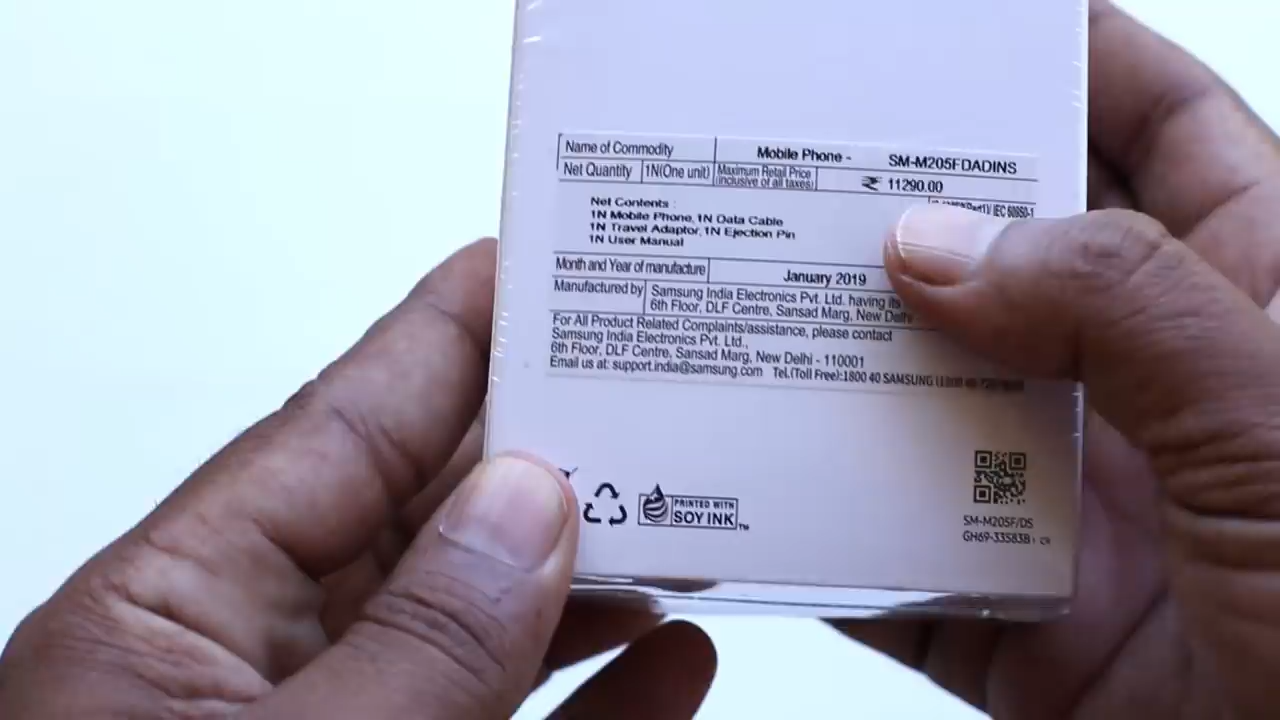 Name of Commodity Mobile Phone - SM-M205FDADINS
Net Quantity 1N(One unit) Maximum Retail Price (inclusive of all taxes) ₹ 11290.00
IEC 60950-1
Net Contents :
1N Mobile Phone, 1N Data Cable
1N Travel Adaptor, 1N Ejection Pin
1N User Manual
Month and Year of manufacture January 2019
Manufactured by Samsung India Electronics Pvt. Ltd. having its
6th Floor, DLF Centre, Sansad Marg, New Delhi
For All Product Related Complaints/assistance, please contact
Samsung India Electronics Pvt. Ltd.,
6th Floor, DLF Centre, Sansad Marg, New Delhi - 110001
Email us at: support.india@samsung.com Tel.(Toll Free):1800 40 SAMSUNG
PRINTED WITH
SOY INK™
SM-M205F/DS
GH69-33583B